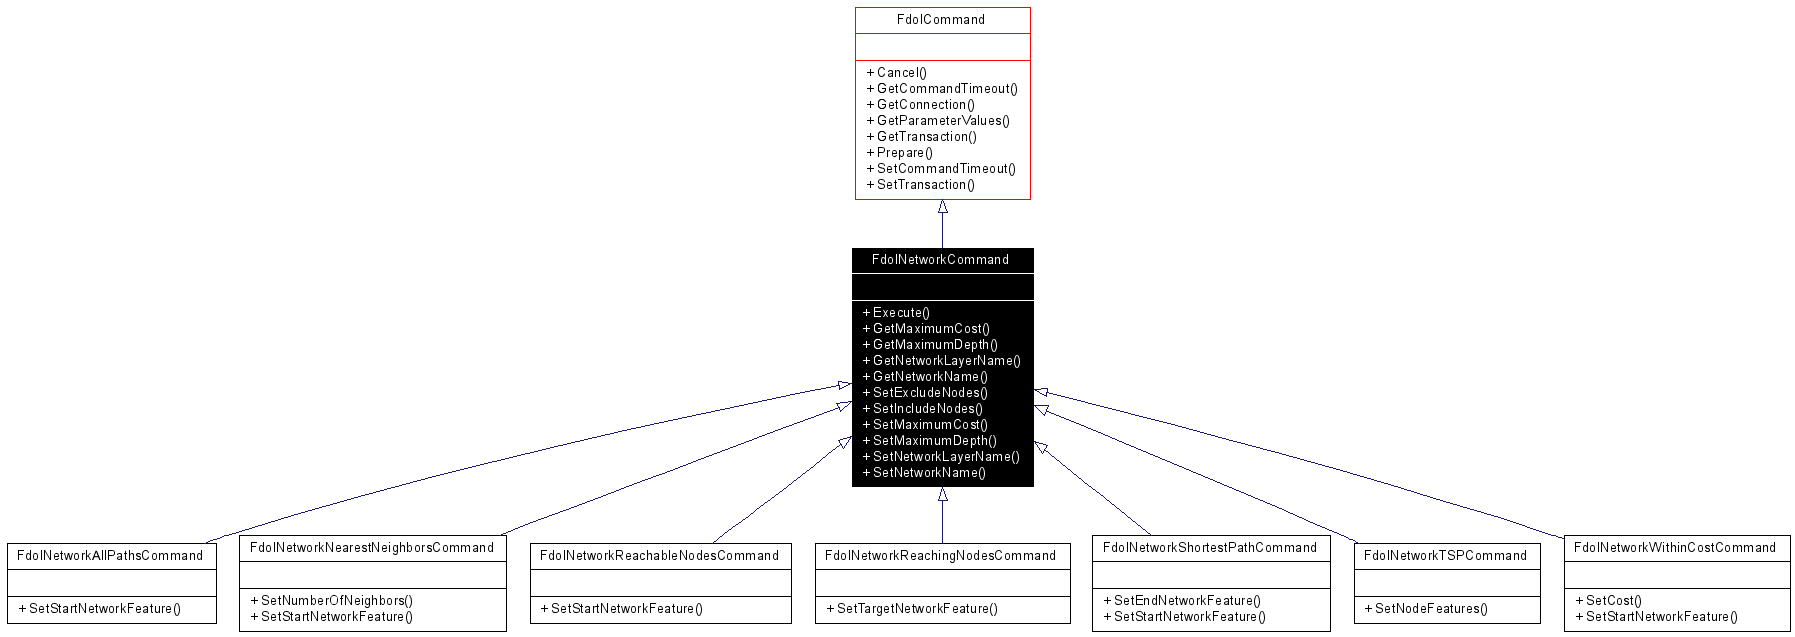 FdoICommand
+ Cancel()
+ GetCommandTimeout()
+ GetConnection()
+ GetParameterValues()
+ GetTransaction()
+ Prepare()
+ SetCommandTimeout()
+ SetTransaction()
FdoINetworkCommand
+ Execute()
+ GetMaximumCost()
+ GetMaximumDepth()
+ GetNetworkLayerName()
+ GetNetworkName()
+ SetExcludeNodes()
+ SetIncludeNodes()
+ SetMaximumCost()
+ SetMaximumDepth()
+ SetNetworkLayerName()
+ SetNetworkName()
FdoINetworkAllPathsCommand
+ SetStartNetworkFeature()
FdoINetworkNearestNeighborsCommand
+ SetNumberOfNeighbors()
+ SetStartNetworkFeature()
FdoINetworkReachableNodesCommand
+ SetStartNetworkFeature()
FdoINetworkReachingNodesCommand
+ SetTargetNetworkFeature()
FdoINetworkShortestPathCommand
+ SetEndNetworkFeature()
+ SetStartNetworkFeature()
FdoINetworkTSPCommand
+ SetNodeFeatures()
FdoINetworkWithinCostCommand
+ SetCost()
+ SetStartNetworkFeature()